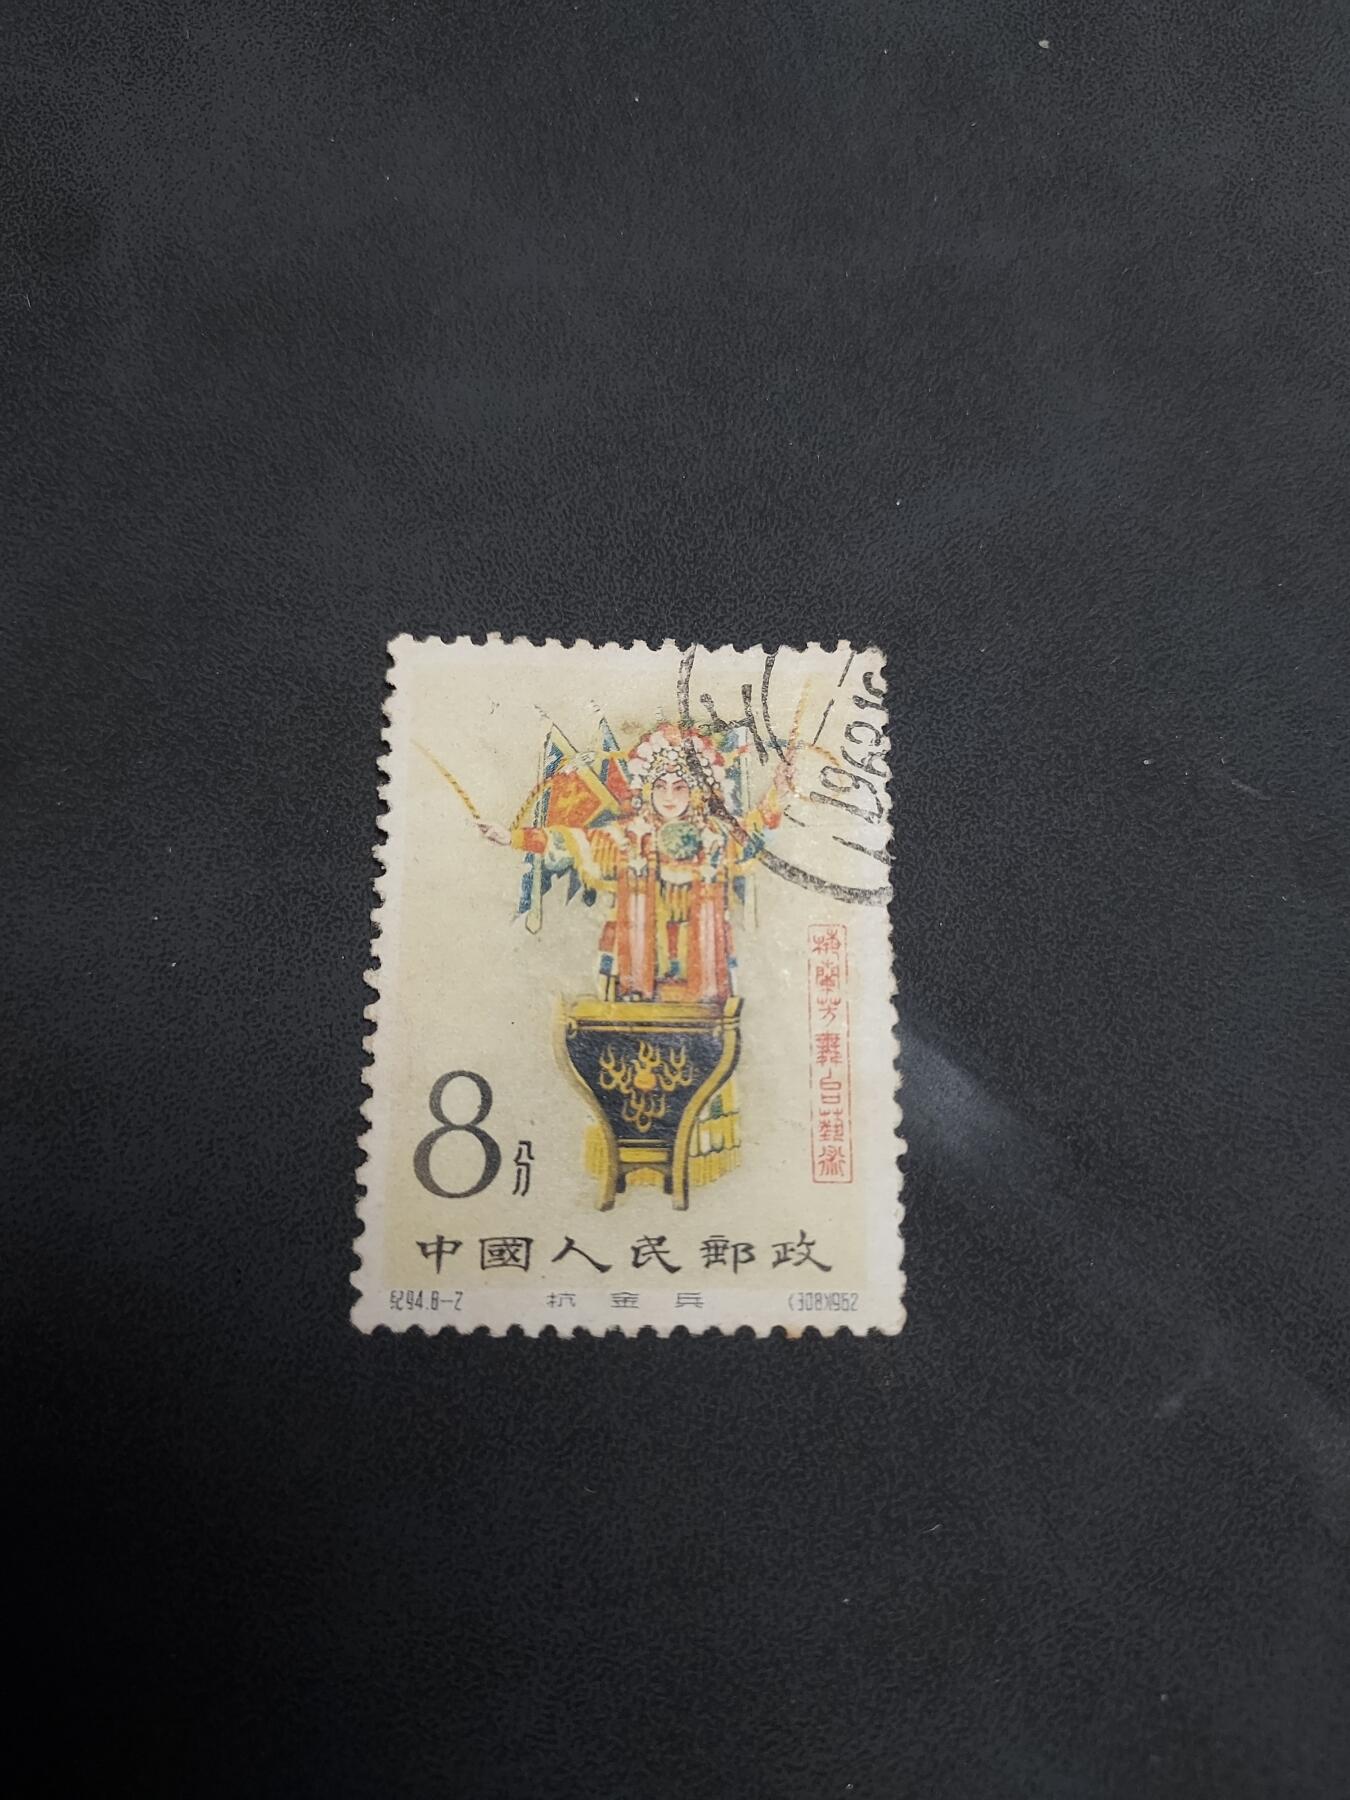 梅蘭芳舞台藝術
8分
中國人民郵政
紀94.8-2 抗金兵 (308)1962